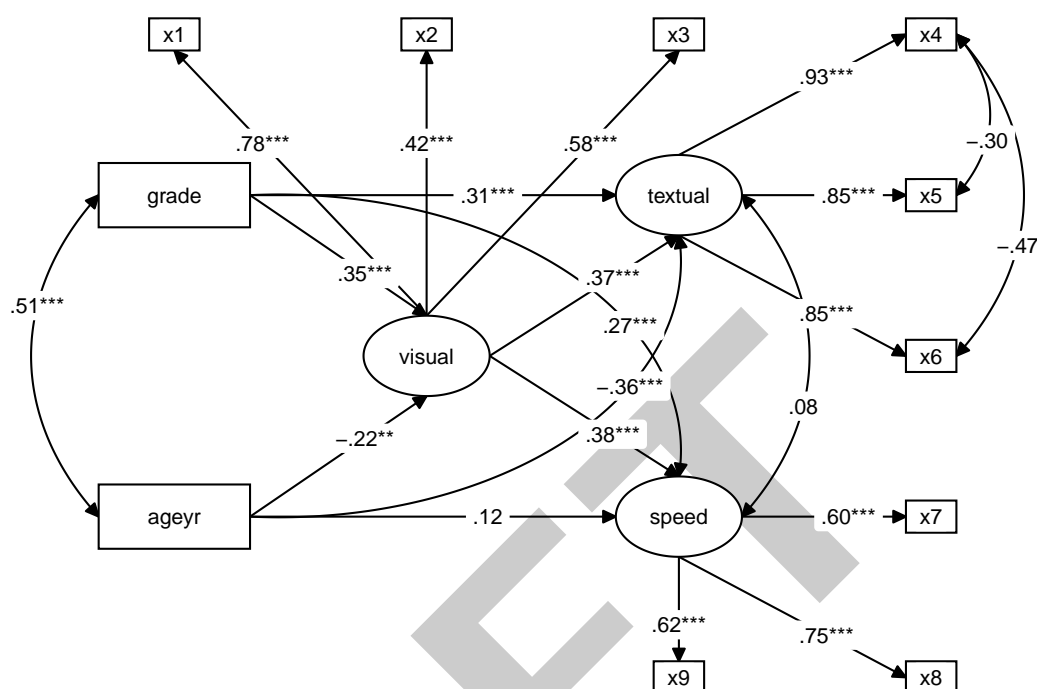 x1
x2
x3
x4
.93***
.78***
.42***
.58***
−.30
grade
.31***
textual
.85***
x5
−.47
.35***
.37***
.51***
.27***
.85***
visual
x6
−.36***
.08
−.22**
.38***
ageyr
.12
speed
.60***
x7
.62***
.75***
x9
x8